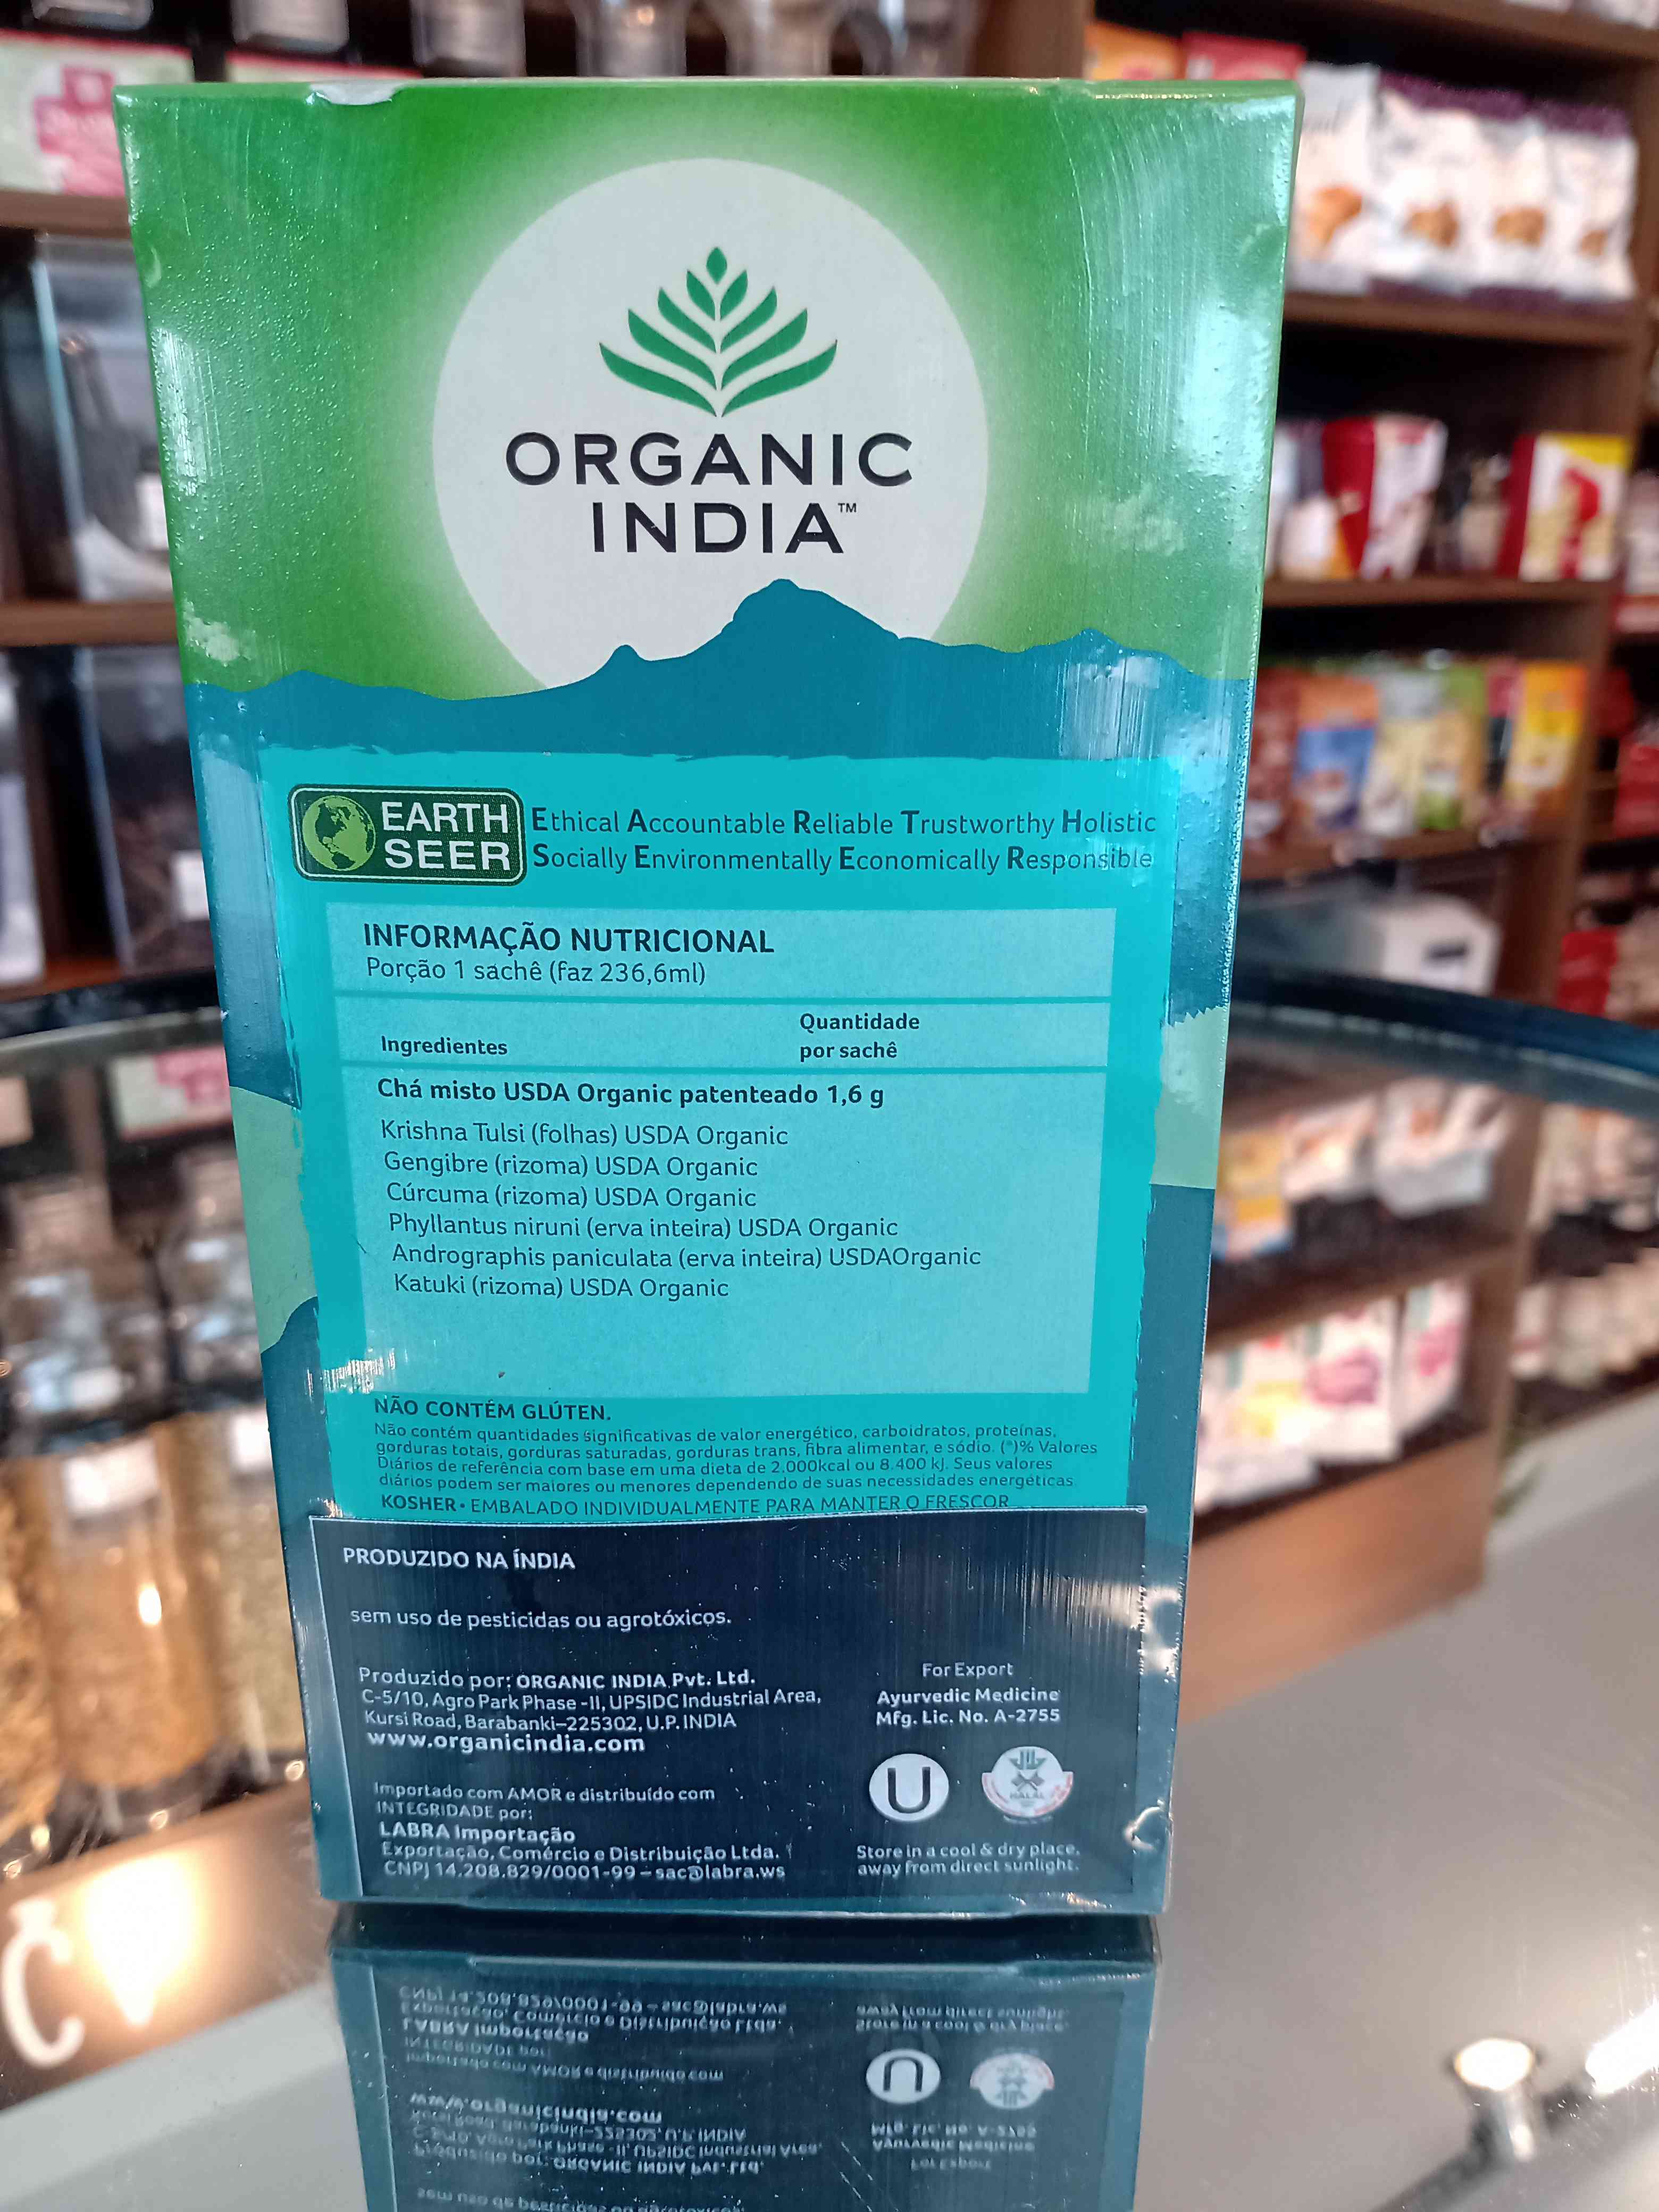 ORGANIC
INDIA™
EARTH
SEER
Ethical Accountable Reliable Trustworthy Holistic
Socially Environmentally Economically Responsible
INFORMAÇÃO NUTRICIONAL
Porção 1 sachê (faz 236,6ml)
Ingredientes
Quantidade
por sachê
Chá misto USDA Organic patenteado 1,6 g
Krishna Tulsi (folhas) USDA Organic
Gengibre (rizoma) USDA Organic
Cúrcuma (rizoma) USDA Organic
Phyllantus niruni (erva inteira) USDA Organic
Andrographis paniculata (erva inteira) USDAOrganic
Katuki (rizoma) USDA Organic
NÃO CONTÉM GLÚTEN.
Não contém quantidades significativas de valor energético, carboidratos, proteínas,
gorduras totais, gorduras saturadas, gorduras trans, fibra alimentar, e sódio. (*)% Valores
Diários de referência com base em uma dieta de 2.000kcal ou 8.400 kJ. Seus valores
diários podem ser maiores ou menores dependendo de suas necessidades energéticas
KOSHER • EMBALADO INDIVIDUALMENTE PARA MANTER O FRESCOR
PRODUZIDO NA ÍNDIA
sem uso de pesticidas ou agrotóxicos.
Produzido por: ORGANIC INDIA Pvt. Ltd.
C-5/10, Agro Park Phase -II, UPSIDC Industrial Area,
Kursi Road, Barabanki–225302, U.P. INDIA
www.organicindia.com
Importado com AMOR e distribuído com
INTEGRIDADE por:
LABRA Importação
Exportação, Comércio e Distribuição Ltda.
CNPJ 14.208.829/0001-99 – sac@labra.ws
For Export
Ayurvedic Medicine
Mfg. Lic. No. A-2755
U
HALAL
Store in a cool & dry place,
away from direct sunlight.